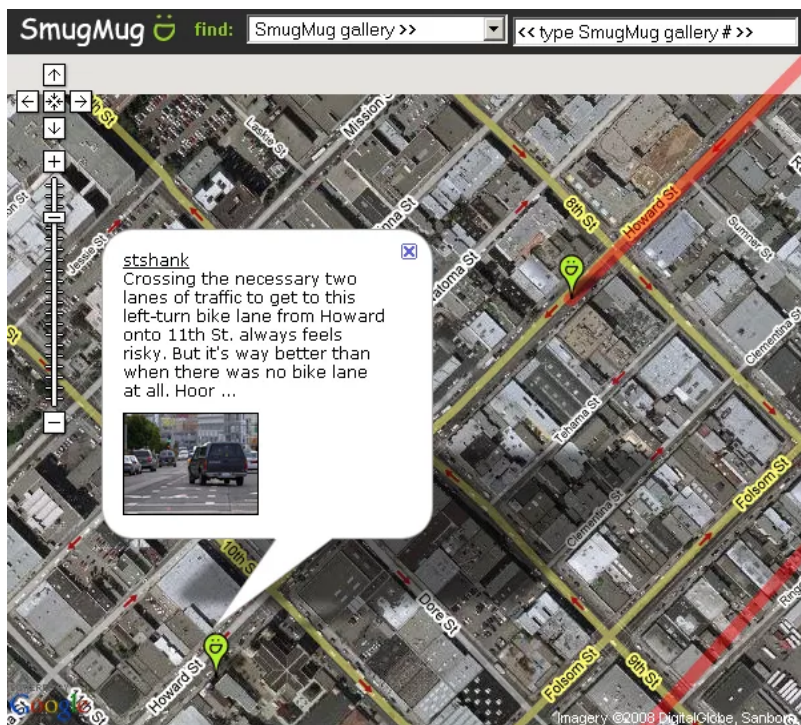 SmugMug find: SmugMug gallery >> << type SmugMug gallery # >>
Laskie St
Mission St
8th St
Howard St
Sumner St
Jessie St
stshank
Crossing the necessary two
lanes of traffic to get to this
left-turn bike lane from Howard
onto 11th St. always feels
risky. But it's way better than
when there was no bike lane
at all. Hoor ...
Clementina St
Tehama St
Folsom St
Clementina St
10th S
Dore St
Howard St
Folsom St
9th St
Google
Imagery ©2008 DigitalGlobe, Sanborn